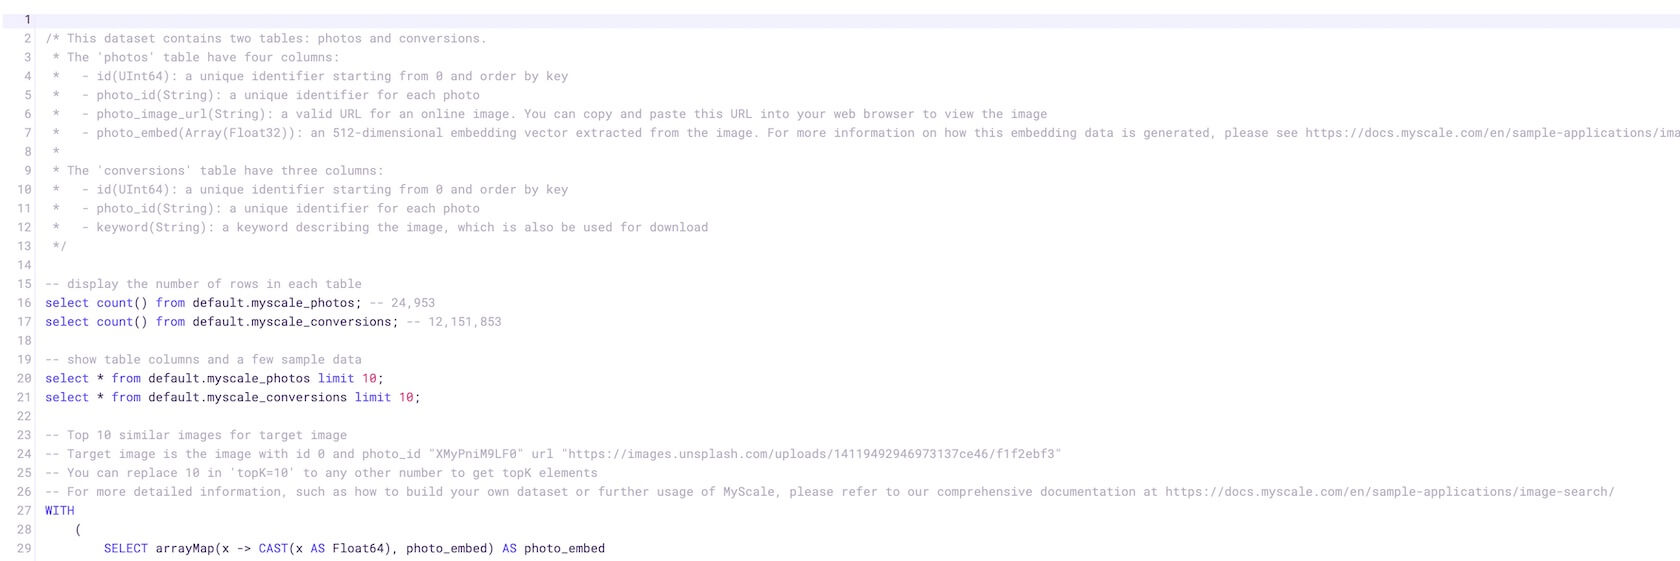 1
2 /* This dataset contains two tables: photos and conversions.
3  * The 'photos' table have four columns:
4  *   - id(UInt64): a unique identifier starting from 0 and order by key
5  *   - photo_id(String): a unique identifier for each photo
6  *   - photo_image_url(String): a valid URL for an online image. You can copy and paste this URL into your web browser to view the image
7  *   - photo_embed(Array(Float32)): an 512-dimensional embedding vector extracted from the image. For more information on how this embedding data is generated, please see https://docs.myscale.com/en/sample-applications/ima
8  *
9  * The 'conversions' table have three columns:
10  *   - id(UInt64): a unique identifier starting from 0 and order by key
11  *   - photo_id(String): a unique identifier for each photo
12  *   - keyword(String): a keyword describing the image, which is also be used for download
13  */
14
15 -- display the number of rows in each table
16 select count() from default.myscale_photos; -- 24,953
17 select count() from default.myscale_conversions; -- 12,151,853
18
19 -- show table columns and a few sample data
20 select * from default.myscale_photos limit 10;
21 select * from default.myscale_conversions limit 10;
22
23 -- Top 10 similar images for target image
24 -- Target image is the image with id 0 and photo_id "XMyPniM9LF0" url "https://images.unsplash.com/uploads/14119492946973137ce46/f1f2ebf3"
25 -- You can replace 10 in 'topK=10' to any other number to get topK elements
26 -- For more detailed information, such as how to build your own dataset or further usage of MyScale, please refer to our comprehensive documentation at https://docs.myscale.com/en/sample-applications/image-search/
27 WITH
28     (
29         SELECT arrayMap(x -> CAST(x AS Float64), photo_embed) AS photo_embed